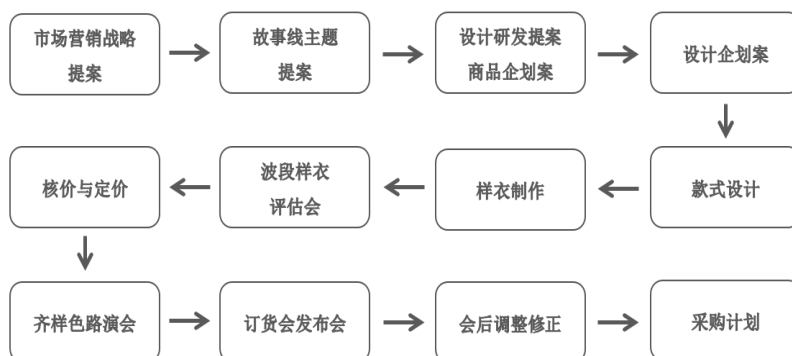 市场营销战略
提案
故事线主题
提案
设计研发提案
商品企划案
设计企划案
款式设计
样衣制作
波段样衣
评估会
核价与定价
齐样色路演会
订货会发布会
会后调整修正
采购计划